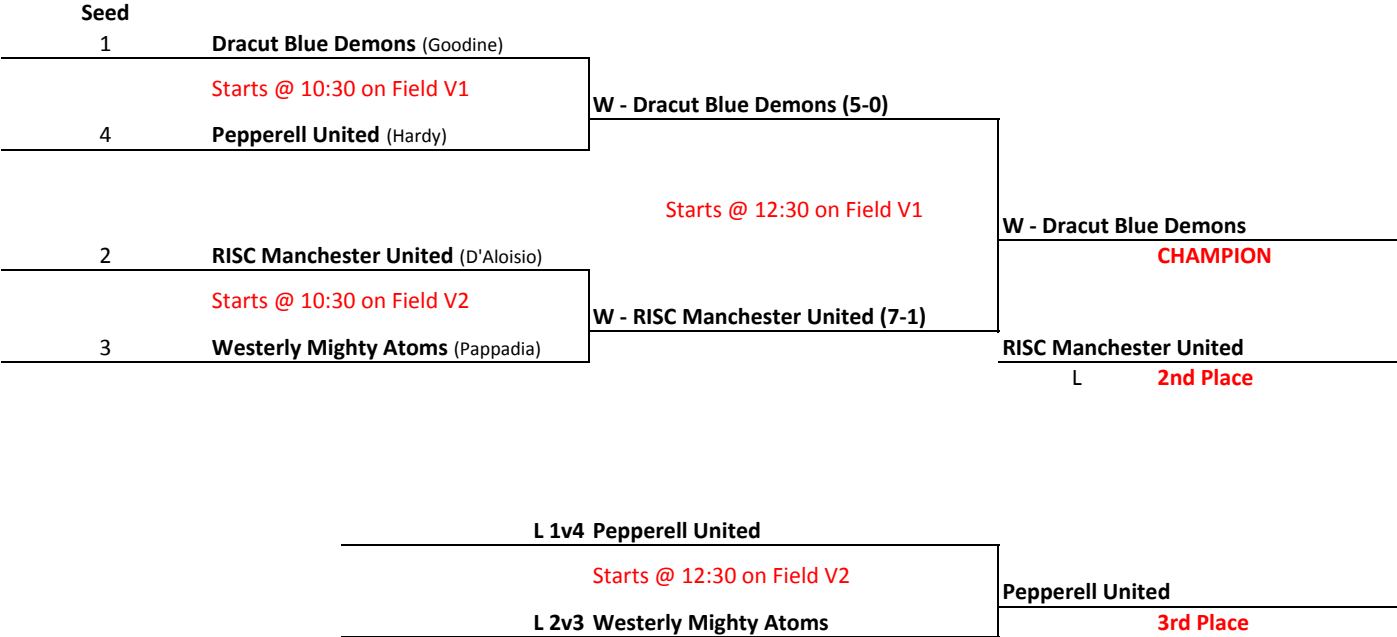 Seed
1 Dracut Blue Demons (Goodine)
Starts @ 10:30 on Field V1
W - Dracut Blue Demons (5-0)
4 Pepperell United (Hardy)
Starts @ 12:30 on Field V1
W - Dracut Blue Demons
2 RISC Manchester United (D'Aloisio)
CHAMPION
Starts @ 10:30 on Field V2
W - RISC Manchester United (7-1)
3 Westerly Mighty Atoms (Pappadia)
RISC Manchester United
L 2nd Place
L 1v4 Pepperell United
Starts @ 12:30 on Field V2
Pepperell United
L 2v3 Westerly Mighty Atoms
3rd Place